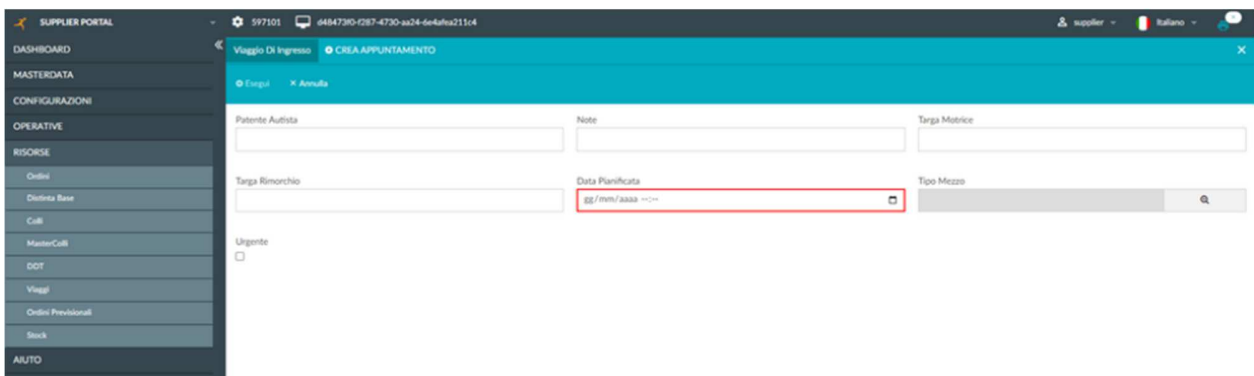 SUPPLIER PORTAL
597101 d48473f0-f287-4730-aa24-6e4afea211c4
supplier
Italiano
DASHBOARD
MASTERDATA
CONFIGURAZIONI
OPERATIVE
RISORSE
Ordini
Distinta Base
Colli
MasterColli
DDT
Viaggi
Ordini Previsionali
Stock
AIUTO
Viaggio Di Ingresso CREA APPUNTAMENTO
Esegui Annulla
Patente Autista Note Targa Motrice
Targa Rimorchio Data Pianificata Tipo Mezzo
gg/mm/aaaa --:--
Urgente